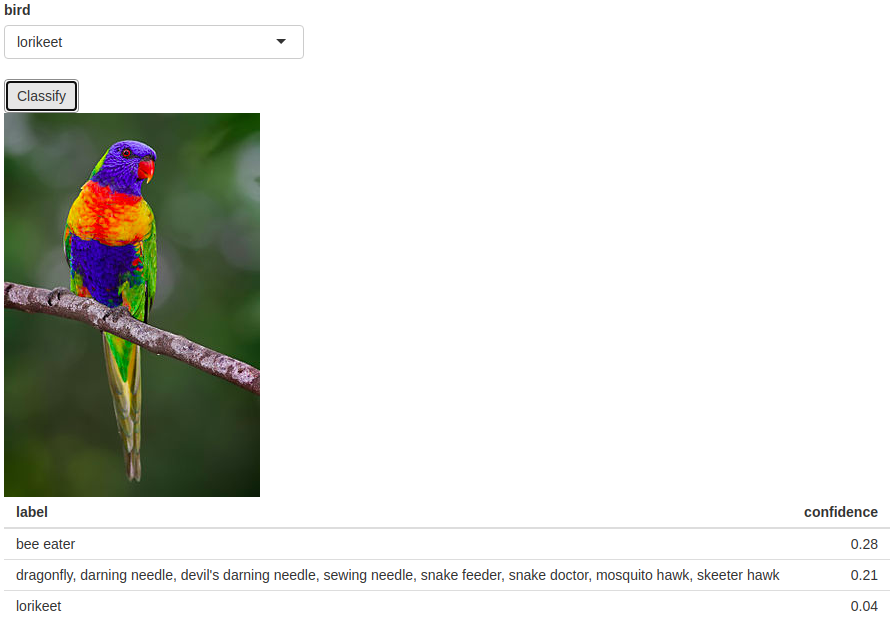 bird
lorikeet
Classify
label confidence
bee eater 0.28
dragonfly, darning needle, devil's darning needle, sewing needle, snake feeder, snake doctor, mosquito hawk, skeeter hawk 0.21
lorikeet 0.04